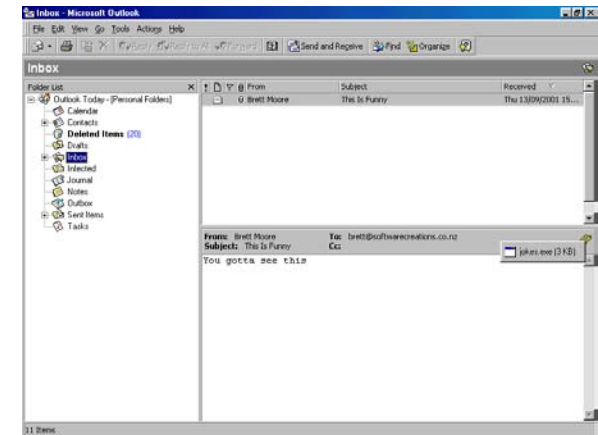 Inbox - Microsoft Outlook
File Edit View Go Tools Actions Help
Send and Receive Find Organize
Inbox
Folder List
Outlook Today - [Personal Folders]
Calendar
Contacts
Deleted Items (20)
Drafts
Inbox
Infected
Journal
Notes
Outbox
Sent Items
Tasks
From Subject Received
Brett Moore This Is Funny Thu 13/09/2001 15...
From: Brett Moore To: brett@softwarecreations.co.nz
Subject: This Is Funny Cc:
jokes.exe (3 KB)
You gotta see this
11 Items